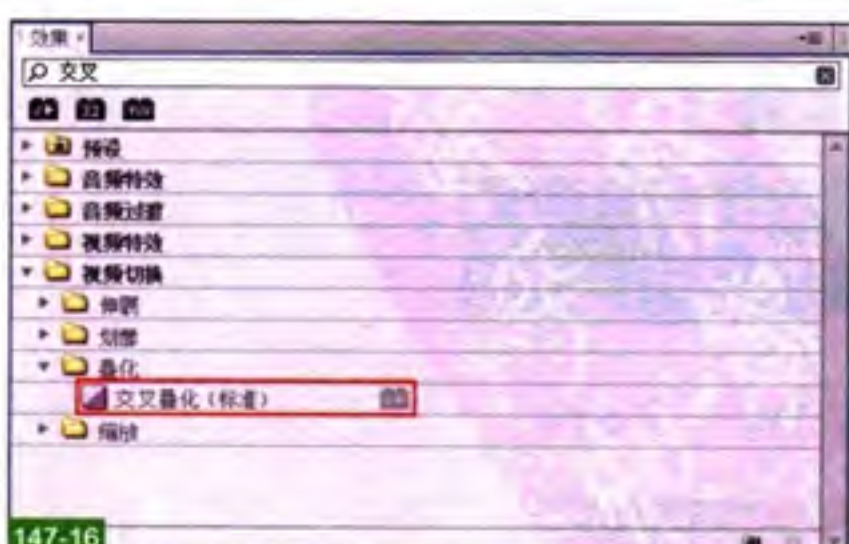 效果
交叉
预设
音频特效
音频过渡
视频特效
视频切换
伸展
划像
叠化
交叉叠化（标准）
缩放
147-16